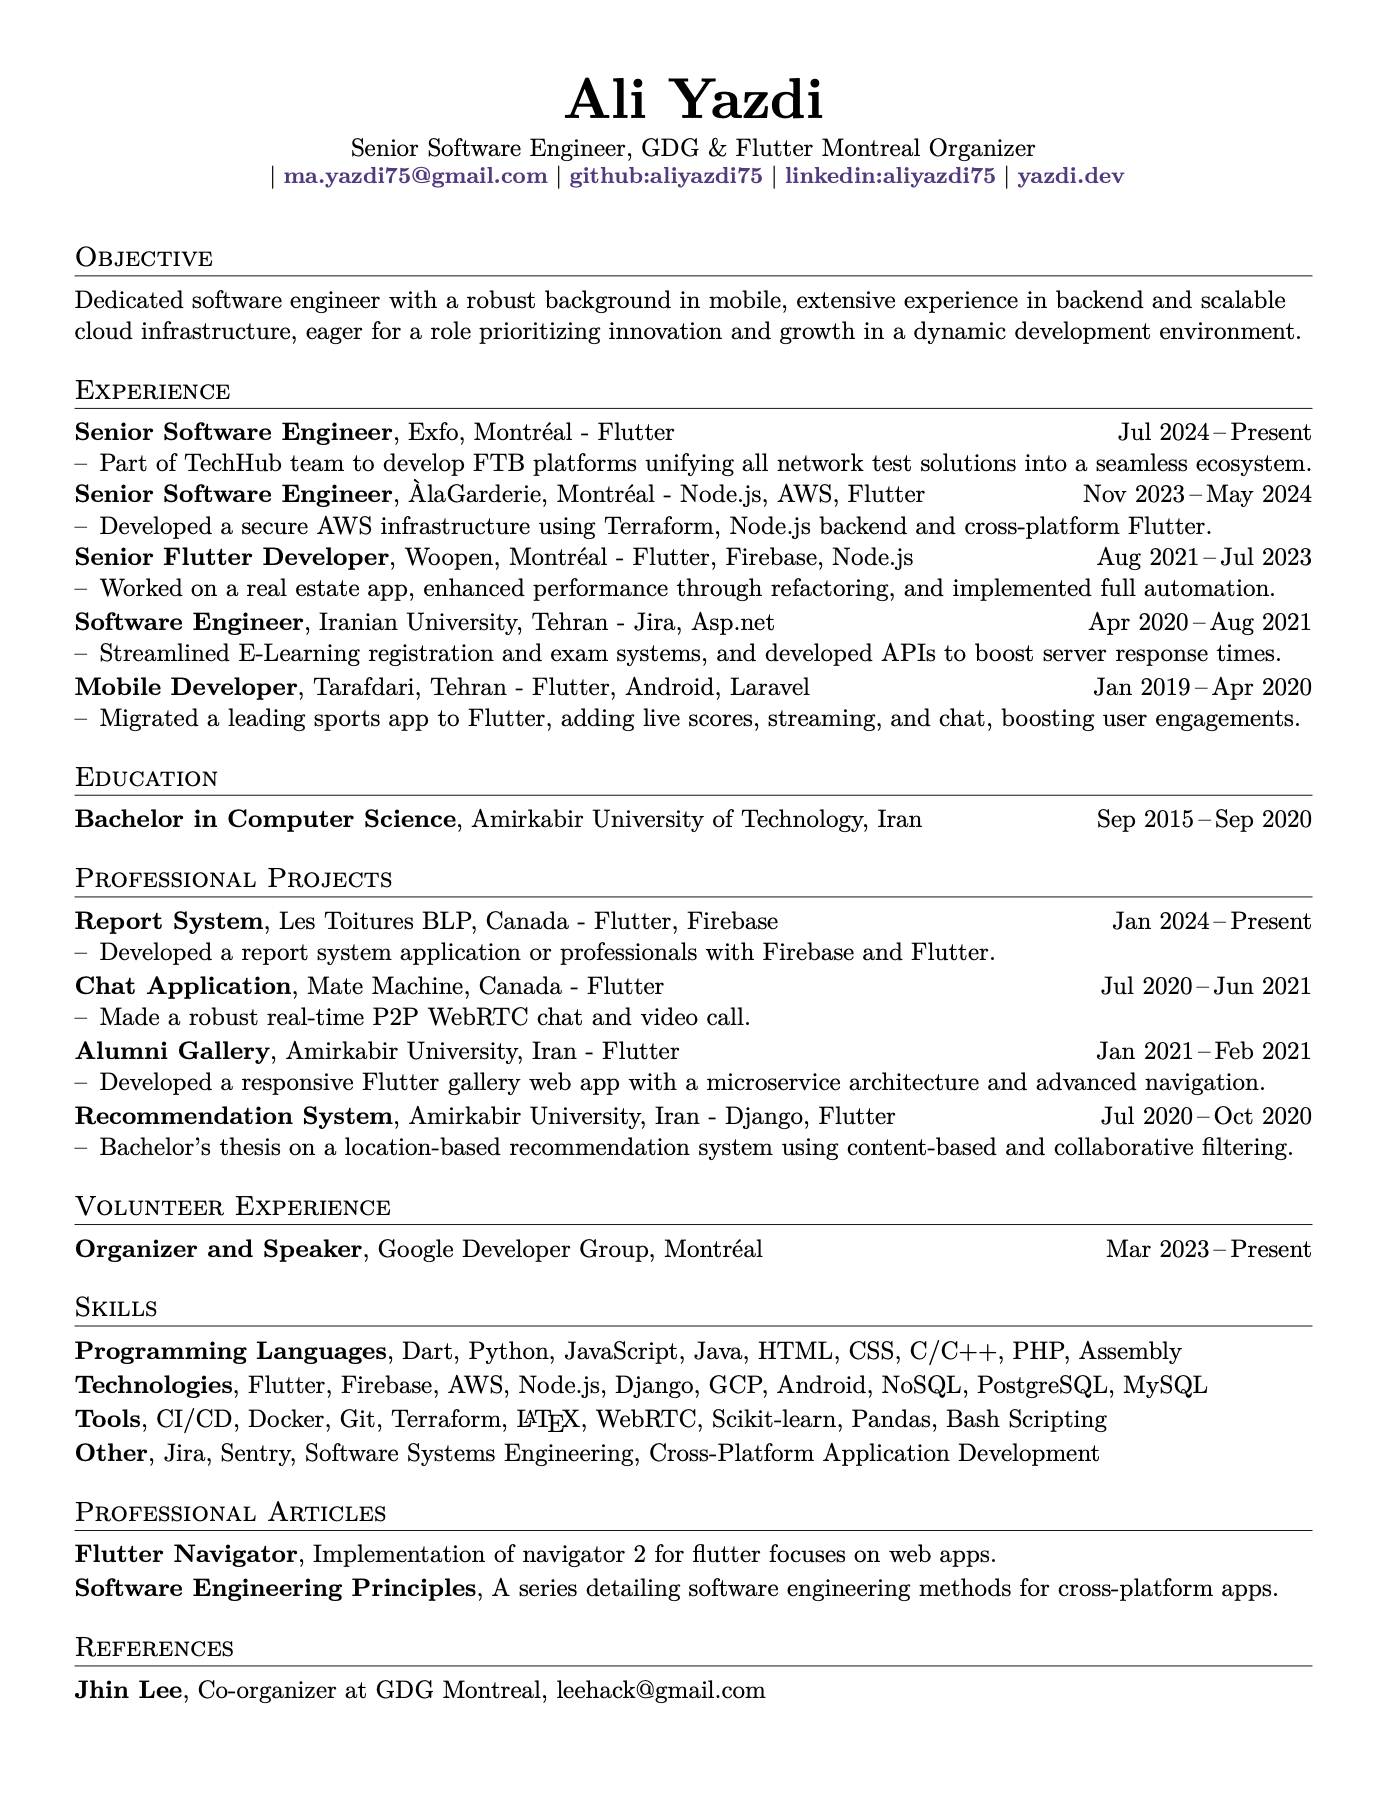 Ali Yazdi
Senior Software Engineer, GDG & Flutter Montreal Organizer
| ma.yazdi75@gmail.com | github:aliyazdi75 | linkedin:aliyazdi75 | yazdi.dev
Objective
Dedicated software engineer with a robust background in mobile, extensive experience in backend and scalable
cloud infrastructure, eager for a role prioritizing innovation and growth in a dynamic development environment.
Experience
Senior Software Engineer, Exfo, Montréal - Flutter Jul 2024 – Present
– Part of TechHub team to develop FTB platforms unifying all network test solutions into a seamless ecosystem.
Senior Software Engineer, ÀlaGarderie, Montréal - Node.js, AWS, Flutter Nov 2023 – May 2024
– Developed a secure AWS infrastructure using Terraform, Node.js backend and cross-platform Flutter.
Senior Flutter Developer, Woopen, Montréal - Flutter, Firebase, Node.js Aug 2021 – Jul 2023
– Worked on a real estate app, enhanced performance through refactoring, and implemented full automation.
Software Engineer, Iranian University, Tehran - Jira, Asp.net Apr 2020 – Aug 2021
– Streamlined E-Learning registration and exam systems, and developed APIs to boost server response times.
Mobile Developer, Tarafdari, Tehran - Flutter, Android, Laravel Jan 2019 – Apr 2020
– Migrated a leading sports app to Flutter, adding live scores, streaming, and chat, boosting user engagements.
Education
Bachelor in Computer Science, Amirkabir University of Technology, Iran Sep 2015 – Sep 2020
Professional Projects
Report System, Les Toitures BLP, Canada - Flutter, Firebase Jan 2024 – Present
– Developed a report system application or professionals with Firebase and Flutter.
Chat Application, Mate Machine, Canada - Flutter Jul 2020 – Jun 2021
– Made a robust real-time P2P WebRTC chat and video call.
Alumni Gallery, Amirkabir University, Iran - Flutter Jan 2021 – Feb 2021
– Developed a responsive Flutter gallery web app with a microservice architecture and advanced navigation.
Recommendation System, Amirkabir University, Iran - Django, Flutter Jul 2020 – Oct 2020
– Bachelor's thesis on a location-based recommendation system using content-based and collaborative filtering.
Volunteer Experience
Organizer and Speaker, Google Developer Group, Montréal Mar 2023 – Present
Skills
Programming Languages, Dart, Python, JavaScript, Java, HTML, CSS, C/C++, PHP, Assembly
Technologies, Flutter, Firebase, AWS, Node.js, Django, GCP, Android, NoSQL, PostgreSQL, MySQL
Tools, CI/CD, Docker, Git, Terraform, LATEX, WebRTC, Scikit-learn, Pandas, Bash Scripting
Other, Jira, Sentry, Software Systems Engineering, Cross-Platform Application Development
Professional Articles
Flutter Navigator, Implementation of navigator 2 for flutter focuses on web apps.
Software Engineering Principles, A series detailing software engineering methods for cross-platform apps.
References
Jhin Lee, Co-organizer at GDG Montreal, leehack@gmail.com